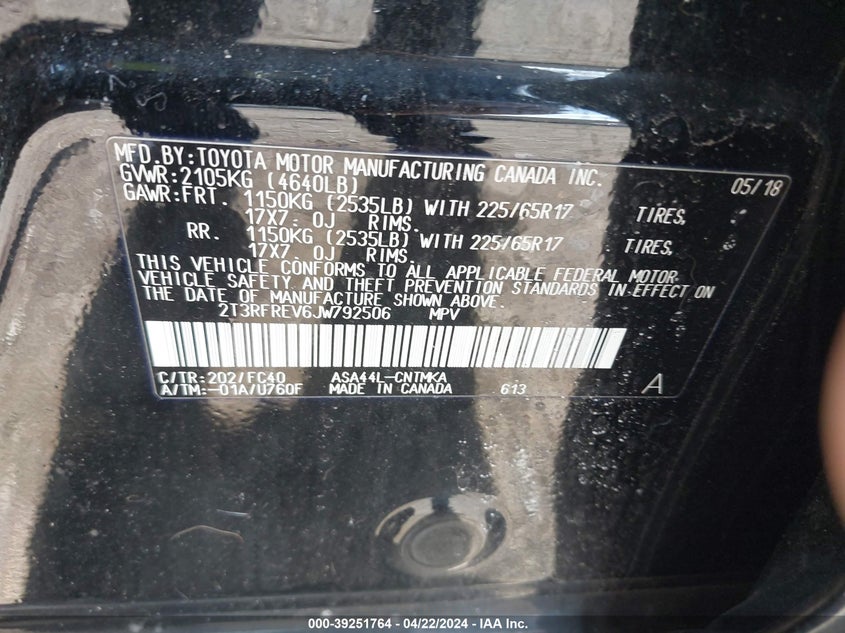 MFD.BY:TOYOTA MOTOR MANUFACTURING CANADA INC.
GVWR:2105KG (4640LB) 05/18
GAWR:FRT. 1150KG (2535LB) WITH 225/65R17 TIRES,
17X7.0J RIMS.
RR. 1150KG (2535LB) WITH 225/65R17 TIRES,
17X7.0J RIMS.
THIS VEHICLE CONFORMS TO ALL APPLICABLE FEDERAL MOTOR
VEHICLE SAFETY AND THEFT PREVENTION STANDARDS IN EFFECT ON
THE DATE OF MANUFACTURE SHOWN ABOVE.
2T3RFREV6JW792506 MPV
C/TR:202/FC40 ASA44L-CNTMKA
A/TM:-01A/U760F MADE IN CANADA 613 A
000-39251764 - 04/22/2024 - IAA Inc.